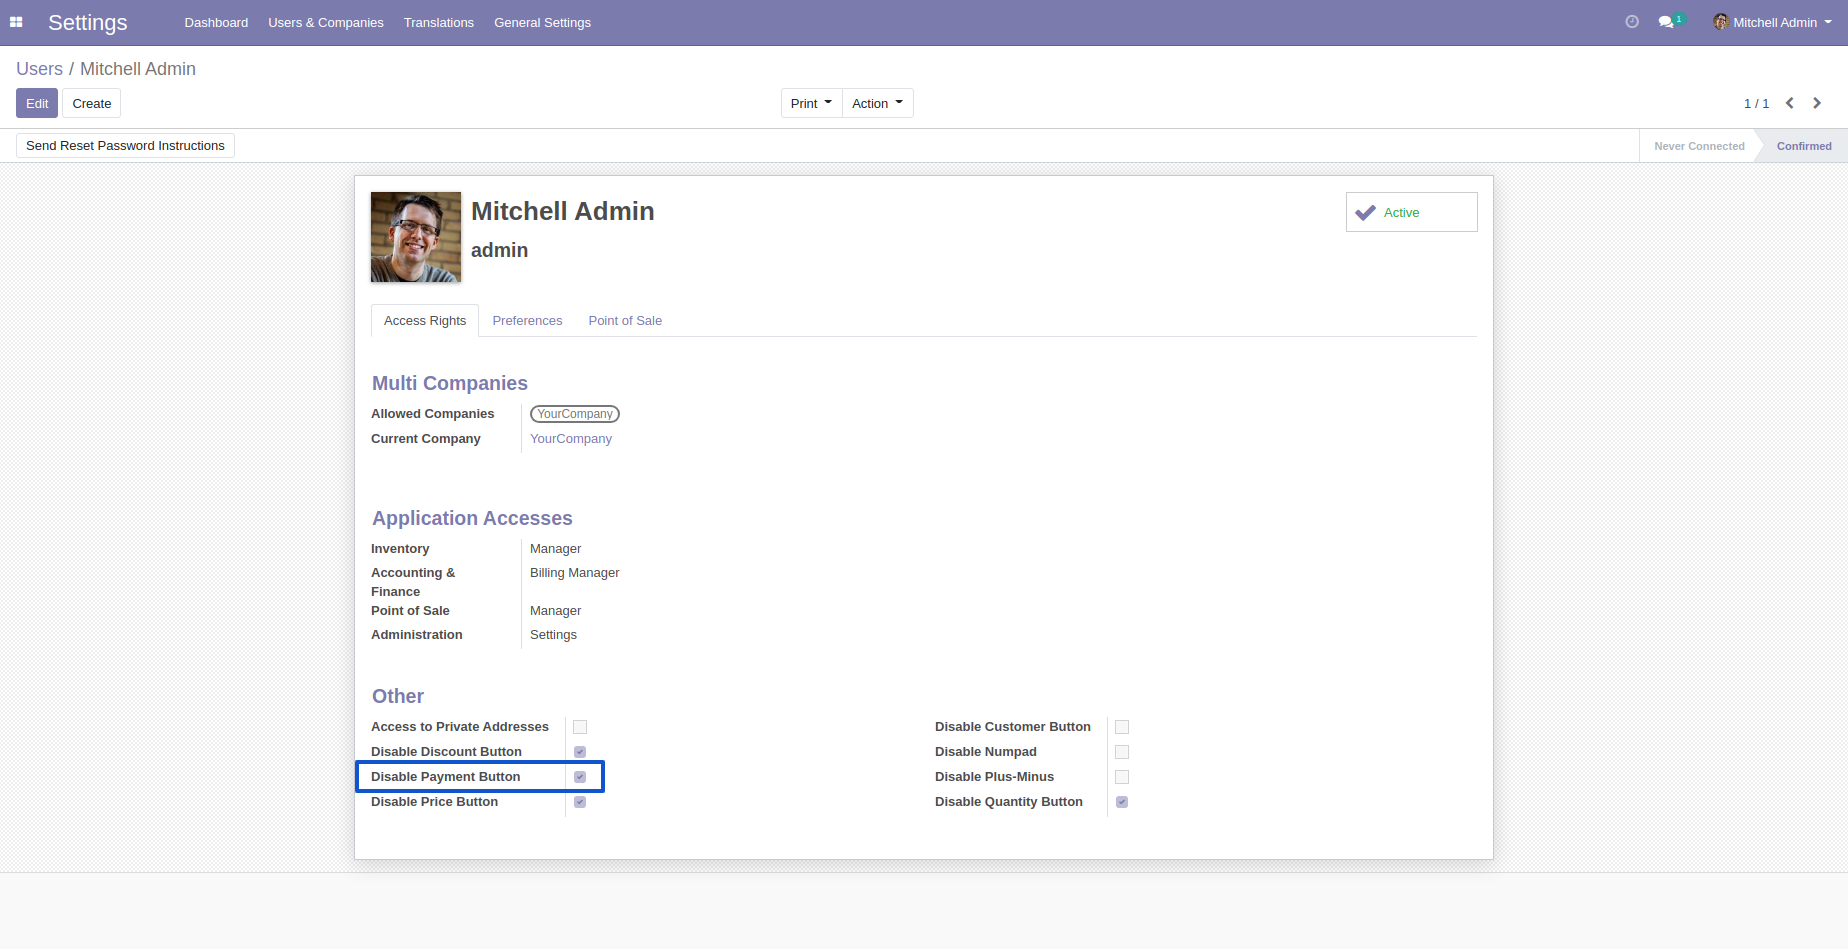 Settings Dashboard Users & Companies Translations General Settings 1 Mitchell Admin
Users / Mitchell Admin
Edit Create Print Action 1 / 1
Send Reset Password Instructions Never Connected Confirmed
Mitchell Admin Active
admin
Access Rights Preferences Point of Sale
Multi Companies
Allowed Companies YourCompany
Current Company YourCompany
Application Accesses
Inventory Manager
Accounting & Billing Manager
Finance
Point of Sale Manager
Administration Settings
Other
Access to Private Addresses Disable Customer Button
Disable Discount Button Disable Numpad
Disable Payment Button Disable Plus-Minus
Disable Price Button Disable Quantity Button